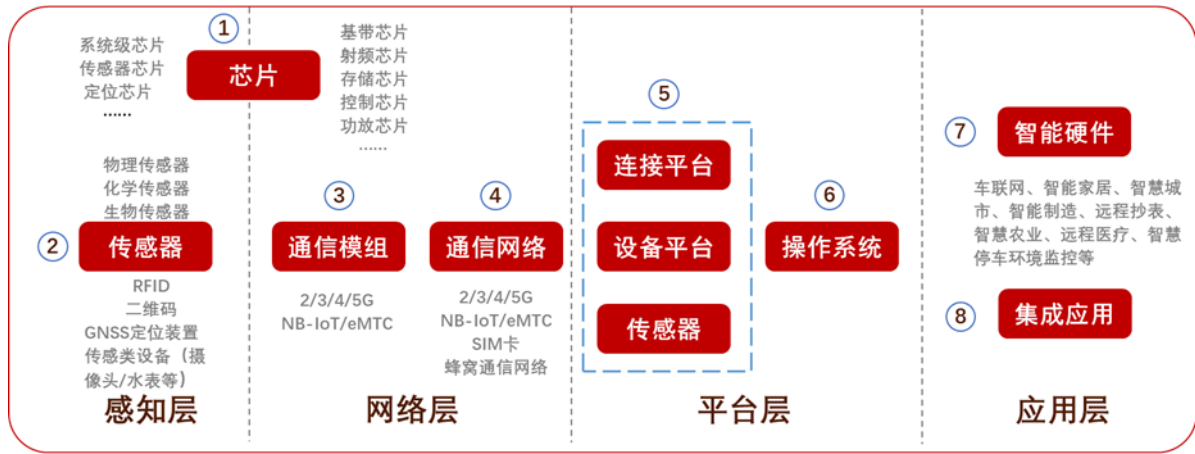 ①
系统级芯片
传感器芯片
定位芯片
……
芯片
基带芯片
射频芯片
存储芯片
控制芯片
功放芯片
……
物理传感器
化学传感器
生物传感器
②
传感器
RFID
二维码
GNSS定位装置
传感类设备（摄
像头/水表等）
感知层
③
通信模组
2/3/4/5G
NB-IoT/eMTC
④
通信网络
2/3/4/5G
NB-IoT/eMTC
SIM卡
蜂窝通信网络
网络层
⑤
连接平台
设备平台
传感器
⑥
操作系统
平台层
⑦
智能硬件
车联网、智能家居、智慧城
市、智能制造、远程抄表、
智慧农业、远程医疗、智慧
停车环境监控等
⑧
集成应用
应用层